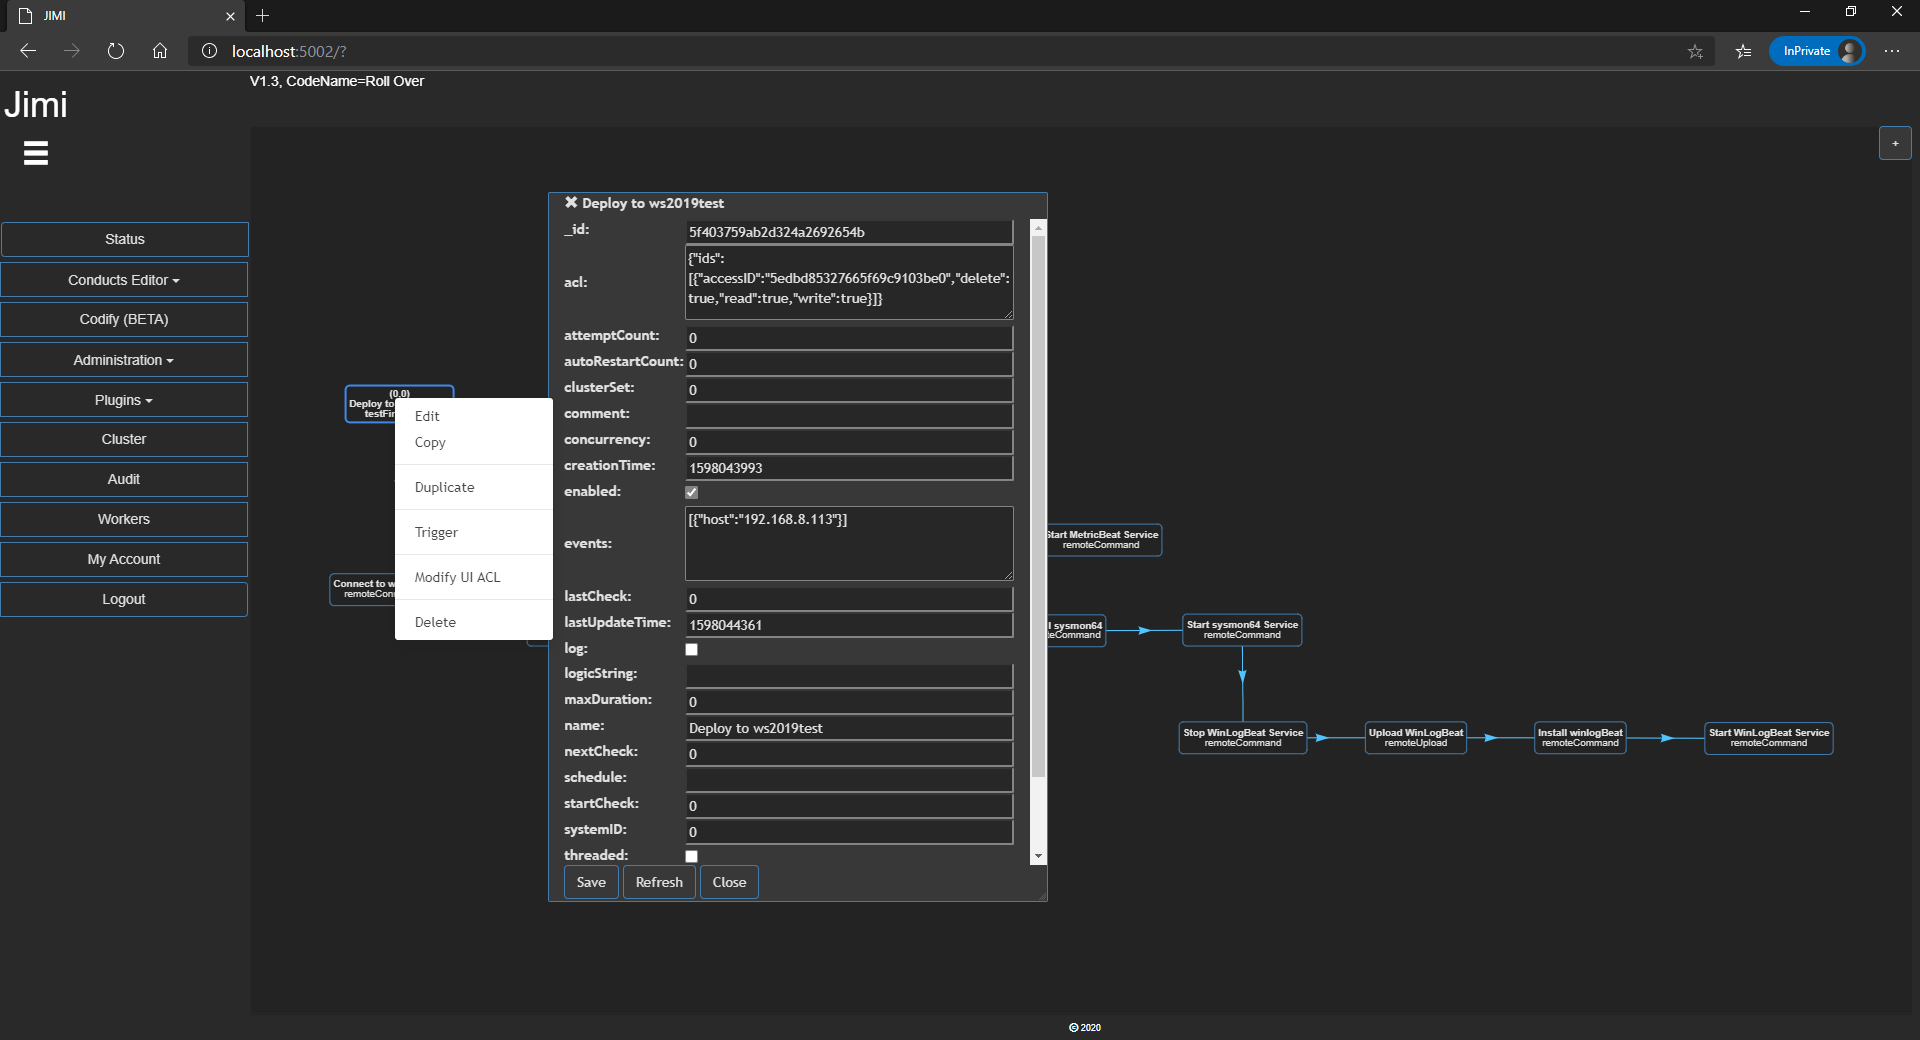 JIMI
localhost:5002/?
InPrivate
V1.3, CodeName=Roll Over
Jimi
+
Status
Conducts Editor
Codify (BETA)
Administration
Plugins
Cluster
Audit
Workers
My Account
Logout
(0,0)
Deploy to
Connect to
Edit
Copy
Duplicate
Trigger
Modify UI ACL
Delete
Deploy to ws2019test
_id: 5f403759ab2d324a2692654b
acl: {"ids":
[{"accessID":"5edbd85327665f69c9103be0","delete":
true,"read":true,"write":true}]}
attemptCount: 0
autoRestartCount: 0
clusterSet: 0
comment:
concurrency: 0
creationTime: 1598043993
enabled:
events: [{"host":"192.168.8.113"}]
lastCheck: 0
lastUpdateTime: 1598044361
log:
logicString:
maxDuration: 0
name: Deploy to ws2019test
nextCheck: 0
schedule:
startCheck: 0
systemID: 0
threaded:
Save
Refresh
Close
MetricBeat Service
remoteCommand
sysmon64
Start sysmon64 Service
remoteCommand
Stop WinLogBeat Service
remoteCommand
Upload WinLogBeat
remoteUpload
Install winlogBeat
remoteCommand
Start WinLogBeat Service
remoteCommand
© 2020